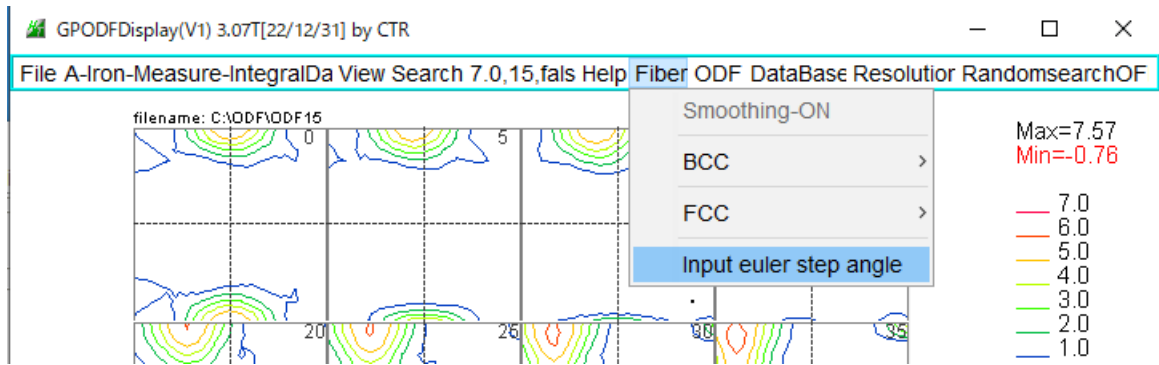 GPODFDisplay(V1) 3.07T[22/12/31] by CTR
File A-Iron-Measure-IntegralDa View Search 7.0,15,fals Help Fiber ODF DataBase Resolution RandomsearchOF
filename: C:\ODF\ODF15
0 5
Smoothing-ON
BCC
FCC
Input euler step angle
Max=7.57
Min=-0.76
7.0
6.0
5.0
4.0
3.0
2.0
1.0
20 25 30 35